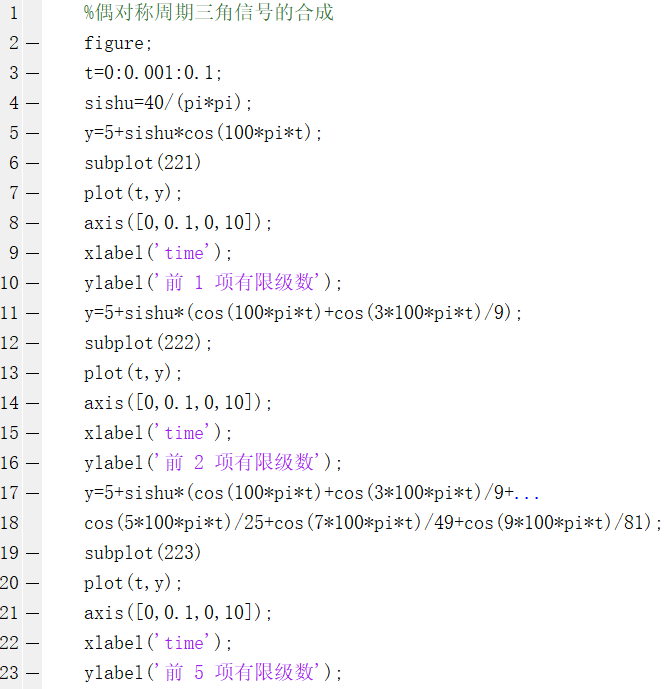 1 %偶对称周期三角信号的合成
2 — figure;
3 — t=0:0.001:0.1;
4 — sishu=40/(pi*pi);
5 — y=5+sishu*cos(100*pi*t);
6 — subplot(221)
7 — plot(t,y);
8 — axis([0,0.1,0,10]);
9 — xlabel('time');
10 — ylabel('前 1 项有限级数');
11 — y=5+sishu*(cos(100*pi*t)+cos(3*100*pi*t)/9);
12 — subplot(222);
13 — plot(t,y);
14 — axis([0,0.1,0,10]);
15 — xlabel('time');
16 — ylabel('前 2 项有限级数');
17 — y=5+sishu*(cos(100*pi*t)+cos(3*100*pi*t)/9+...
18 cos(5*100*pi*t)/25+cos(7*100*pi*t)/49+cos(9*100*pi*t)/81);
19 — subplot(223)
20 — plot(t,y);
21 — axis([0,0.1,0,10]);
22 — xlabel('time');
23 — ylabel('前 5 项有限级数');